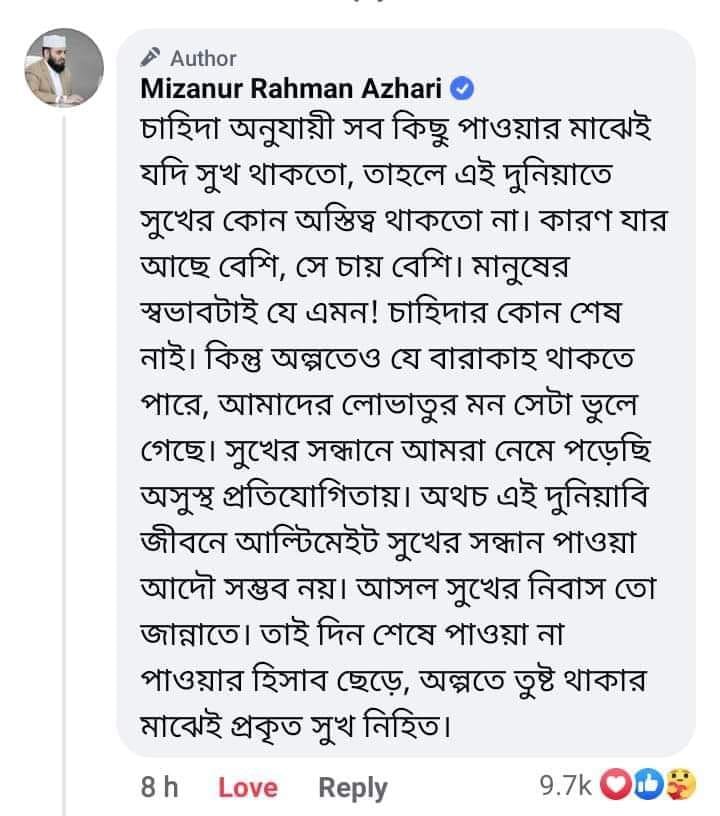 Author
Mizanur Rahman Azhari
চাহিদা অনুযায়ী সব কিছু পাওয়ার মাঝেই
যদি সুখ থাকতো, তাহলে এই দুনিয়াতে
সুখের কোন অস্তিত্ব থাকতো না। কারণ যার
আছে বেশি, সে চায় বেশি। মানুষের
স্বভাবটাই যে এমন! চাহিদার কোন শেষ
নাই। কিন্তু অল্পতেও যে বারাকাহ থাকতে
পারে, আমাদের লোভাতুর মন সেটা ভুলে
গেছে। সুখের সন্ধানে আমরা নেমে পড়েছি
অসুস্থ প্রতিযোগিতায়। অথচ এই দুনিয়াবি
জীবনে আল্টিমেইট সুখের সন্ধান পাওয়া
আদৌ সম্ভব নয়। আসল সুখের নিবাস তো
জান্নাতে। তাই দিন শেষে পাওয়া না
পাওয়ার হিসাব ছেড়ে, অল্পতে তুষ্ট থাকার
মাঝেই প্রকৃত সুখ নিহিত।
8 h Love Reply 9.7k